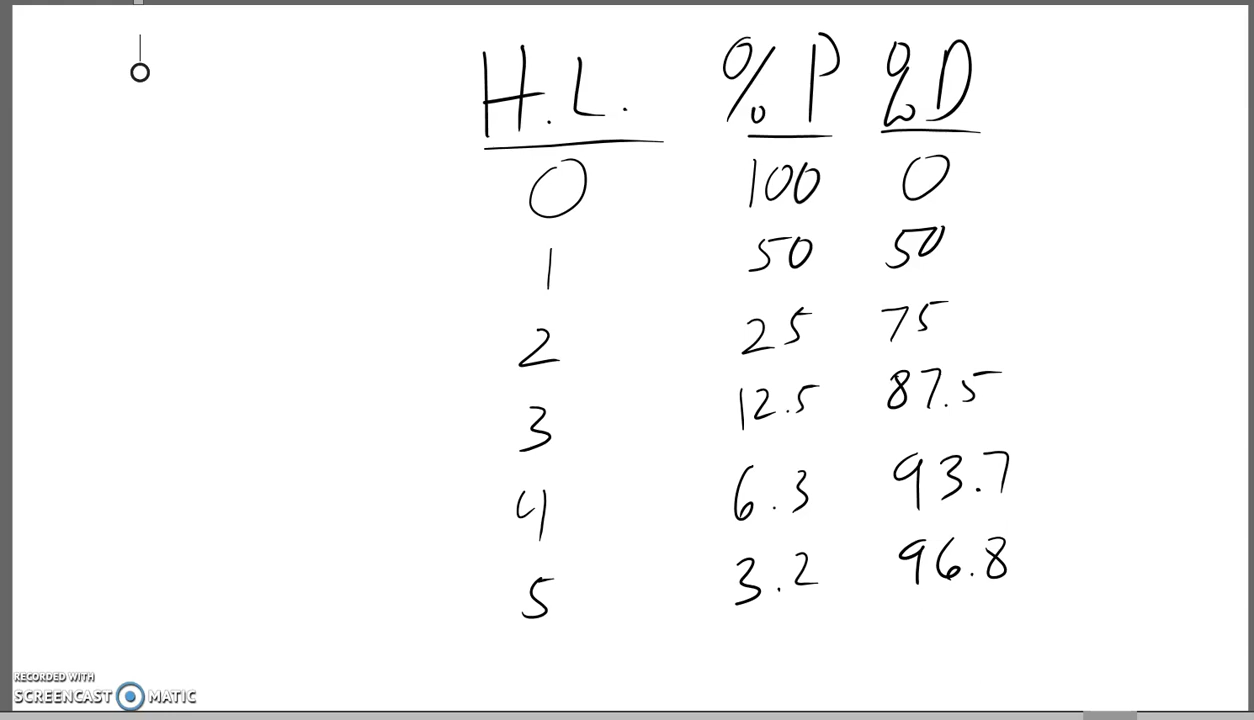 H.L. %P %D
0 100 0
1 50 50
2 25 75
3 12.5 87.5
4 6.3 93.7
5 3.2 96.8
RECORDED WITH
SCREENCAST MATIC